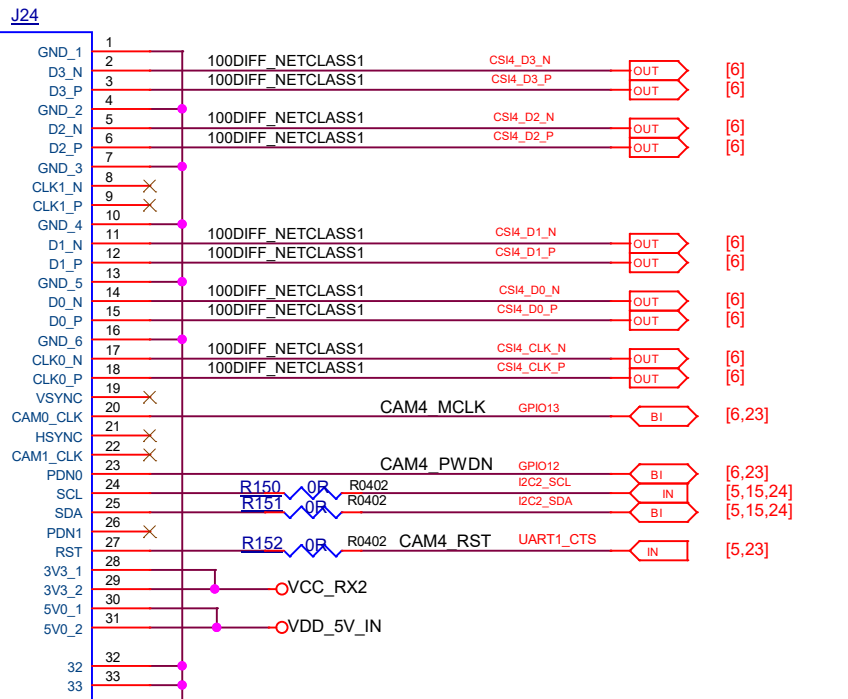 J24
GND_1 1
D3_N 2 100DIFF_NETCLASS1 CSI4_D3_N OUT [6]
D3_P 3 100DIFF_NETCLASS1 CSI4_D3_P OUT [6]
GND_2 4
D2_N 5 100DIFF_NETCLASS1 CSI4_D2_N OUT [6]
D2_P 6 100DIFF_NETCLASS1 CSI4_D2_P OUT [6]
GND_3 7
CLK1_N 8
CLK1_P 9
GND_4 10
D1_N 11 100DIFF_NETCLASS1 CSI4_D1_N OUT [6]
D1_P 12 100DIFF_NETCLASS1 CSI4_D1_P OUT [6]
GND_5 13
D0_N 14 100DIFF_NETCLASS1 CSI4_D0_N OUT [6]
D0_P 15 100DIFF_NETCLASS1 CSI4_D0_P OUT [6]
GND_6 16
CLK0_N 17 100DIFF_NETCLASS1 CSI4_CLK_N OUT [6]
CLK0_P 18 100DIFF_NETCLASS1 CSI4_CLK_P OUT [6]
VSYNC 19
CAM0_CLK 20 CAM4_MCLK GPIO13 BI [6,23]
HSYNC 21
CAM1_CLK 22
PDN0 23 CAM4_PWDN GPIO12 BI [6,23]
SCL 24 R150 0R R0402 I2C2_SCL IN [5,15,24]
SDA 25 R151 0R R0402 I2C2_SDA BI [5,15,24]
PDN1 26
RST 27 R152 0R R0402 CAM4_RST UART1_CTS IN [5,23]
3V3_1 28
3V3_2 29 VCC_RX2
5V0_1 30
5V0_2 31 VDD_5V_IN
32 32
33 33